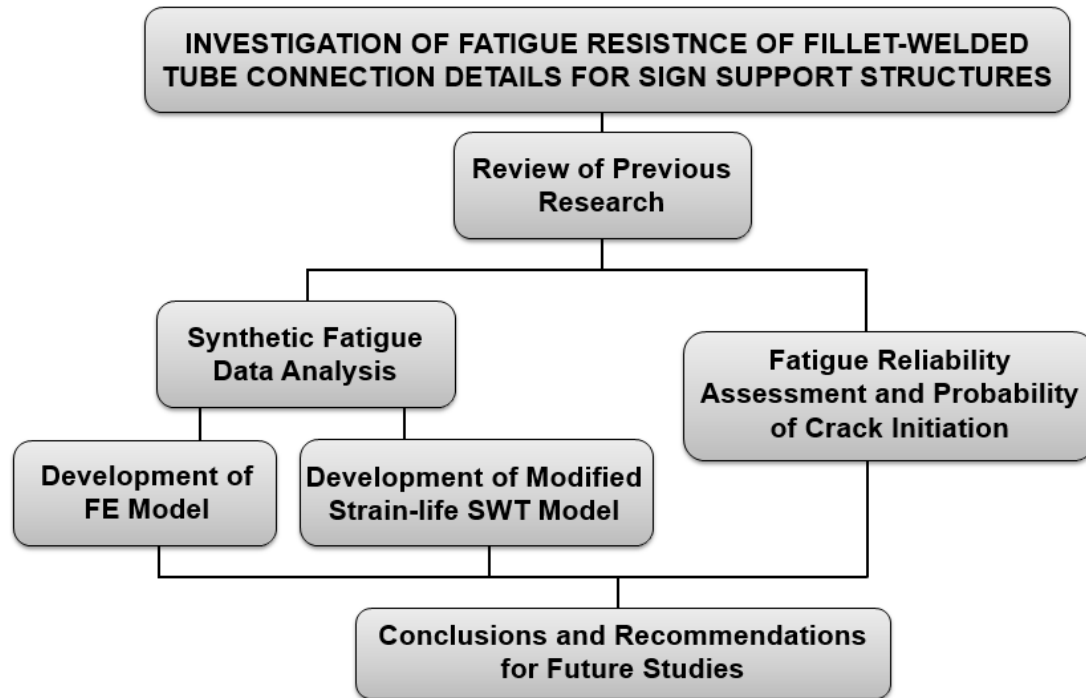 INVESTIGATION OF FATIGUE RESISTNCE OF FILLET-WELDED
TUBE CONNECTION DETAILS FOR SIGN SUPPORT STRUCTURES
Review of Previous
Research
Synthetic Fatigue
Data Analysis
Fatigue Reliability
Assessment and Probability
of Crack Initiation
Development of
FE Model
Development of Modified
Strain-life SWT Model
Conclusions and Recommendations
for Future Studies